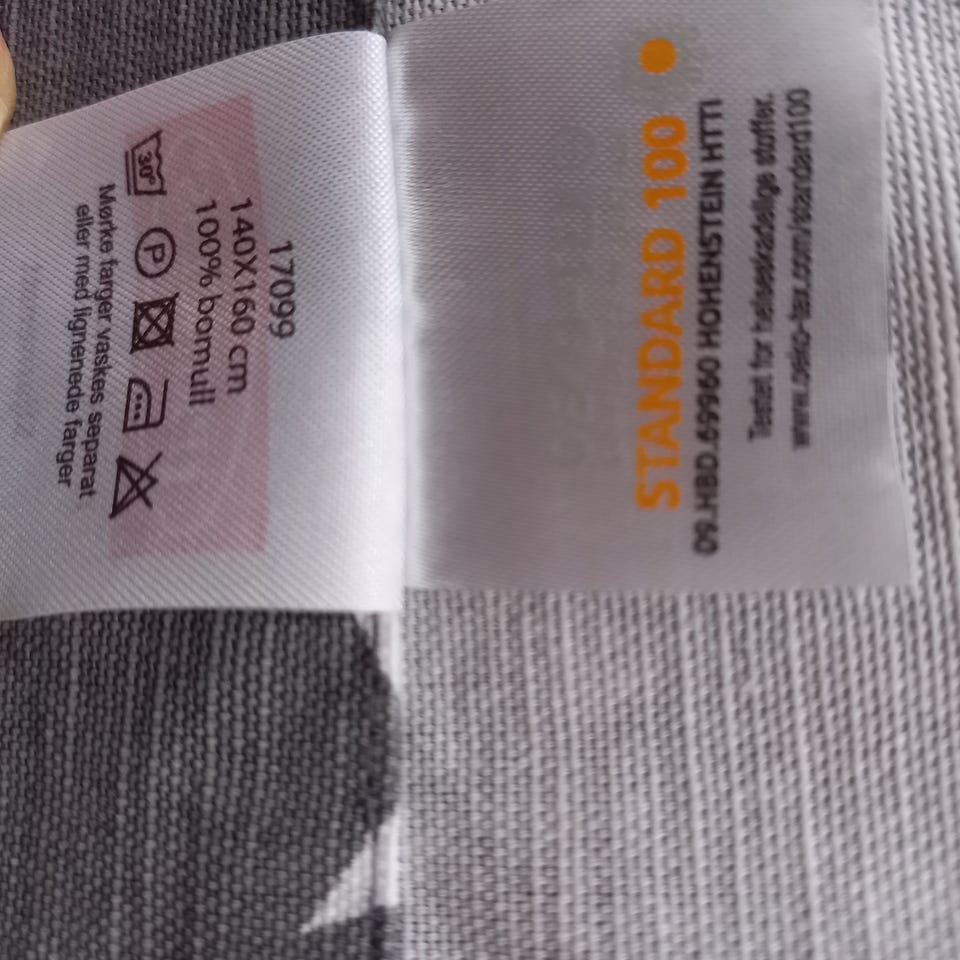 17099
140X160 cm
100% bomull
30°
P
Mørke farger vaskes separat
eller med lignende farger
STANDARD 100
09.HBD.69960 HOHENSTEIN HTTI
Testet for helseskadelige stoffer.
www.oeko-tex.com/standard100